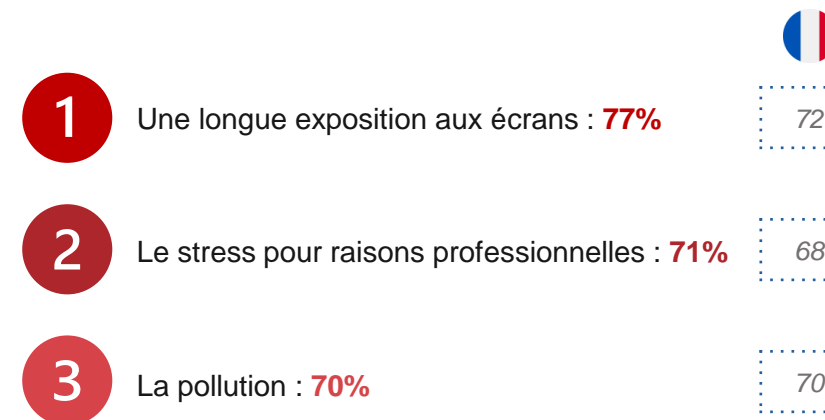 1 Une longue exposition aux écrans : 77% 72
2 Le stress pour raisons professionnelles : 71% 68
3 La pollution : 70% 70